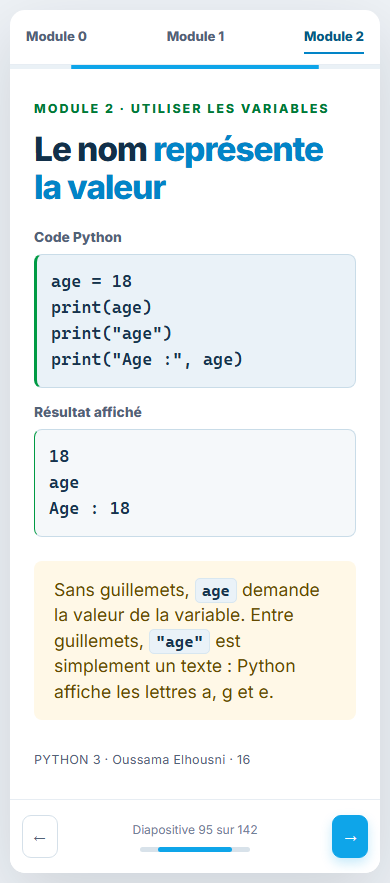 Module 0 Module 1 Module 2
MODULE 2 · UTILISER LES VARIABLES
Le nom représente
la valeur
Code Python
age = 18
print(age)
print("age")
print("Age :", age)
Résultat affiché
18
age
Age : 18
Sans guillemets, age demande
la valeur de la variable. Entre
guillemets, "age" est
simplement un texte : Python
affiche les lettres a, g et e.
PYTHON 3 · Oussama Elhousni · 16
← Diapositive 95 sur 142 →